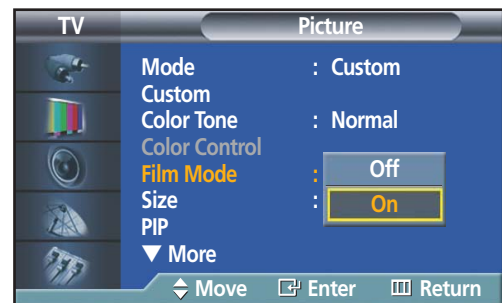 TV Picture
Mode : Custom
Custom
Color Tone : Normal
Color Control
Film Mode : Off
On
Size :
PIP
▼ More
Move Enter Return